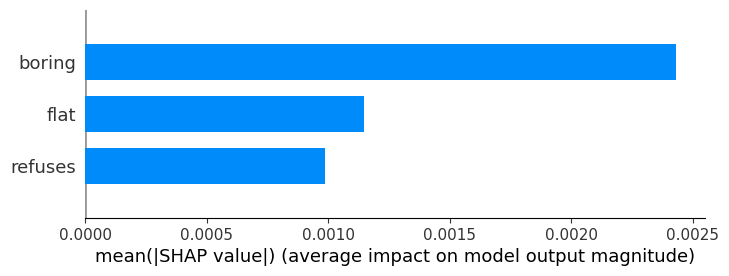 boring
flat
refuses
0.0000 0.0005 0.0010 0.0015 0.0020 0.0025
mean(|SHAP value|) (average impact on model output magnitude)